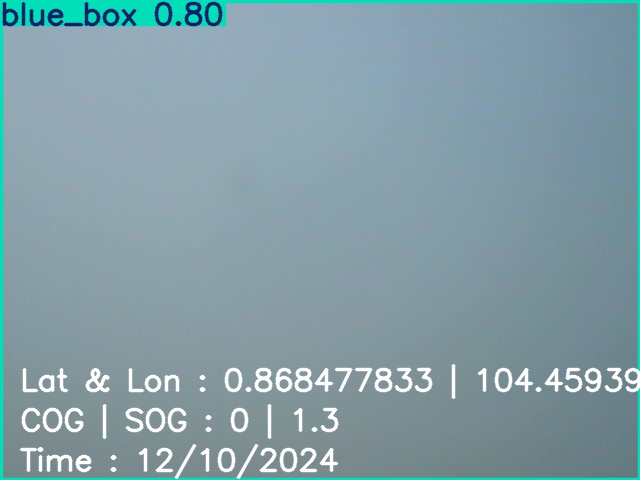 blue_box 0.80
Lat & Lon : 0.868477833 | 104.45939
COG | SOG : 0 | 1.3
Time : 12/10/2024